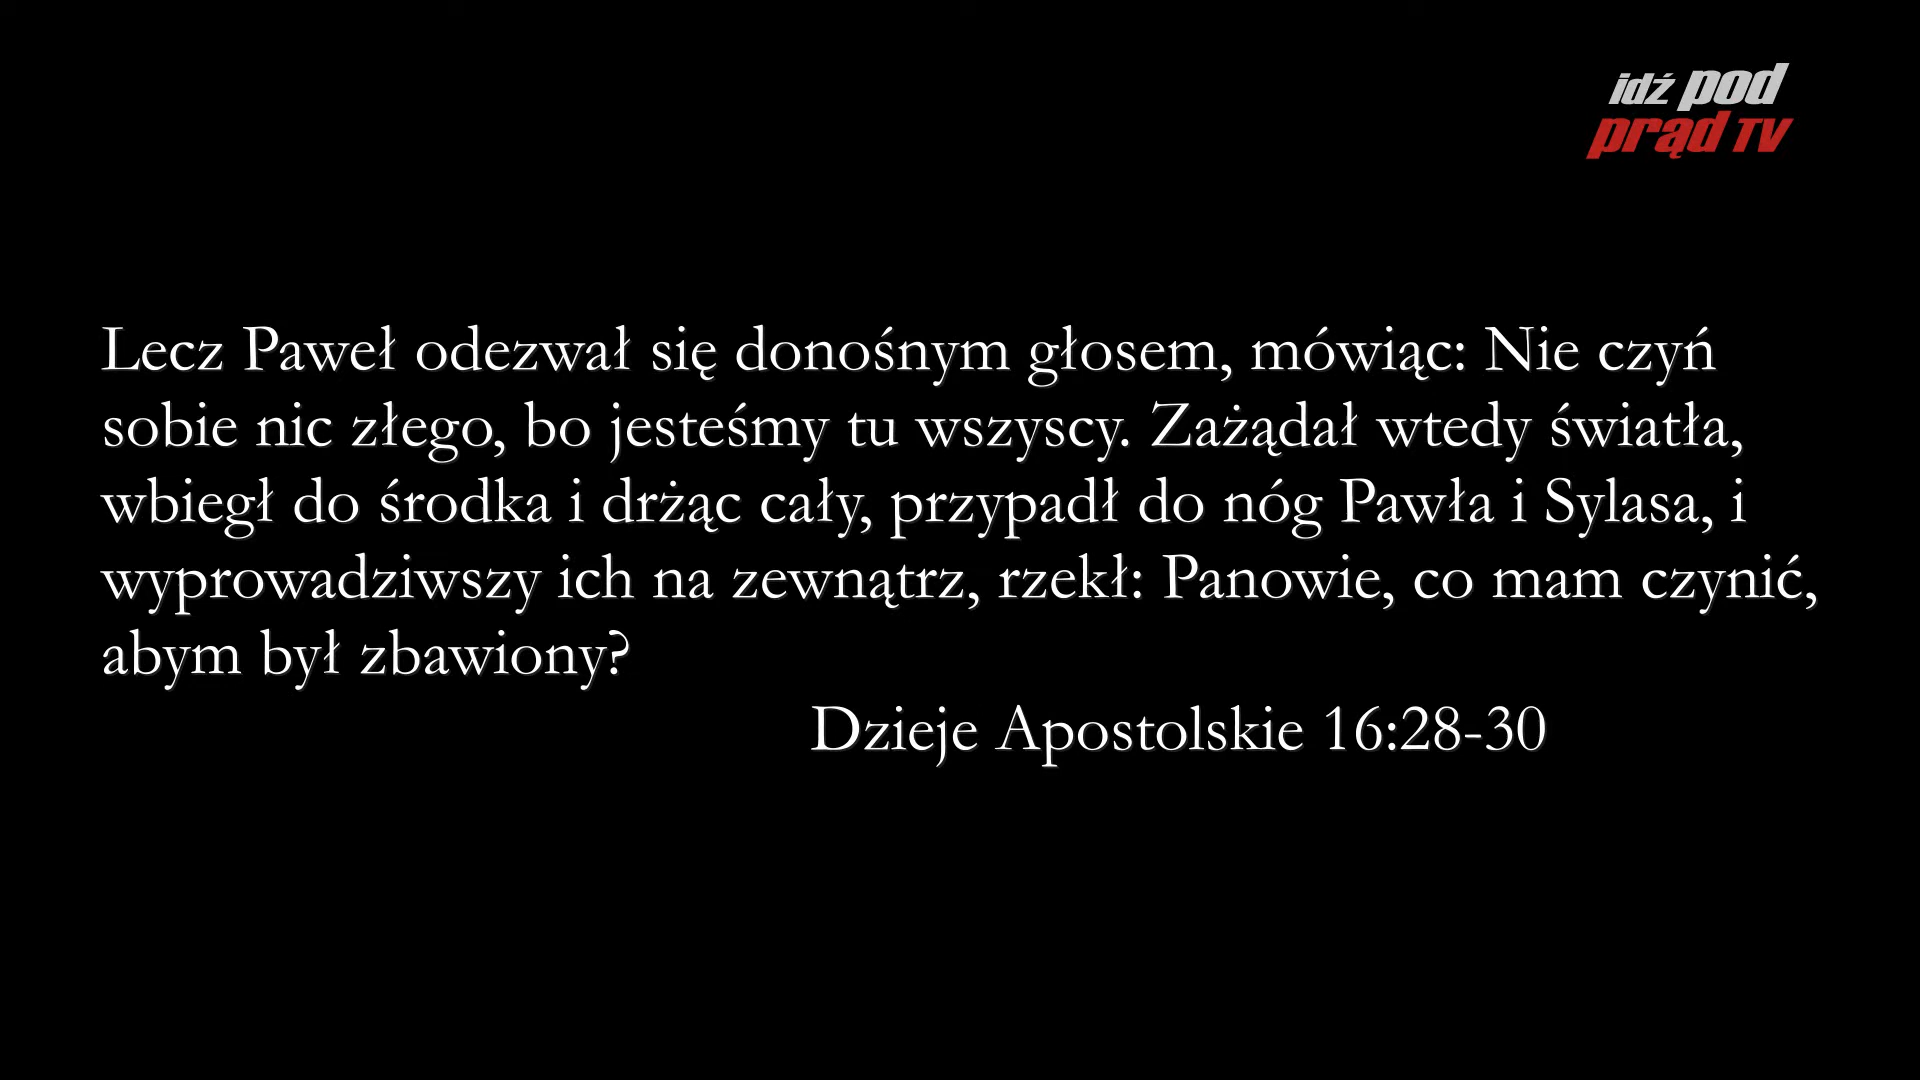 idź pod
prąd TV
Lecz Paweł odezwał się donośnym głosem, mówiąc: Nie czyń
sobie nic złego, bo jesteśmy tu wszyscy. Zażądał wtedy światła,
wbiegł do środka i drżąc cały, przypadł do nóg Pawła i Sylasa, i
wyprowadziwszy ich na zewnątrz, rzekł: Panowie, co mam czynić,
abym był zbawiony?
Dzieje Apostolskie 16:28-30